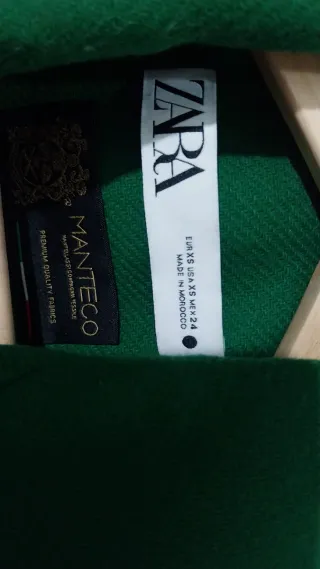 ZARA
EUR XS USA XS MEX 24
MADE IN MOROCCO
MANTECO
PREMIUM QUALITY FABRICS